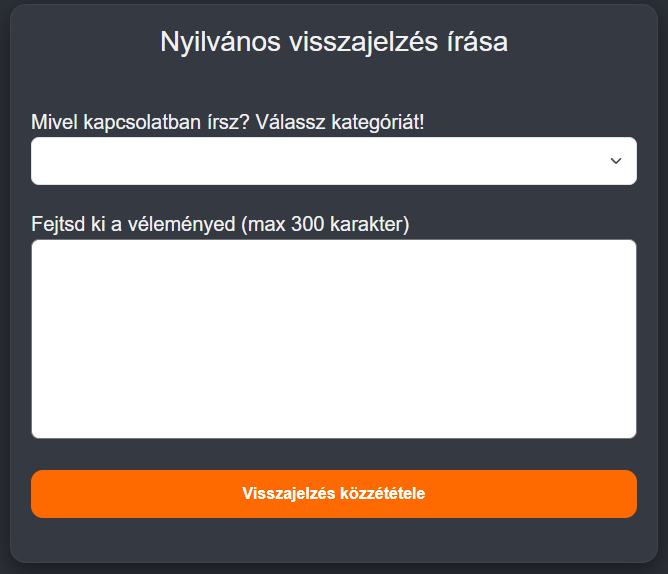 Nyilvános visszajelzés írása
Mivel kapcsolatban írsz? Válassz kategóriát!
Fejtsd ki a véleményed (max 300 karakter)
Visszajelzés közzététele